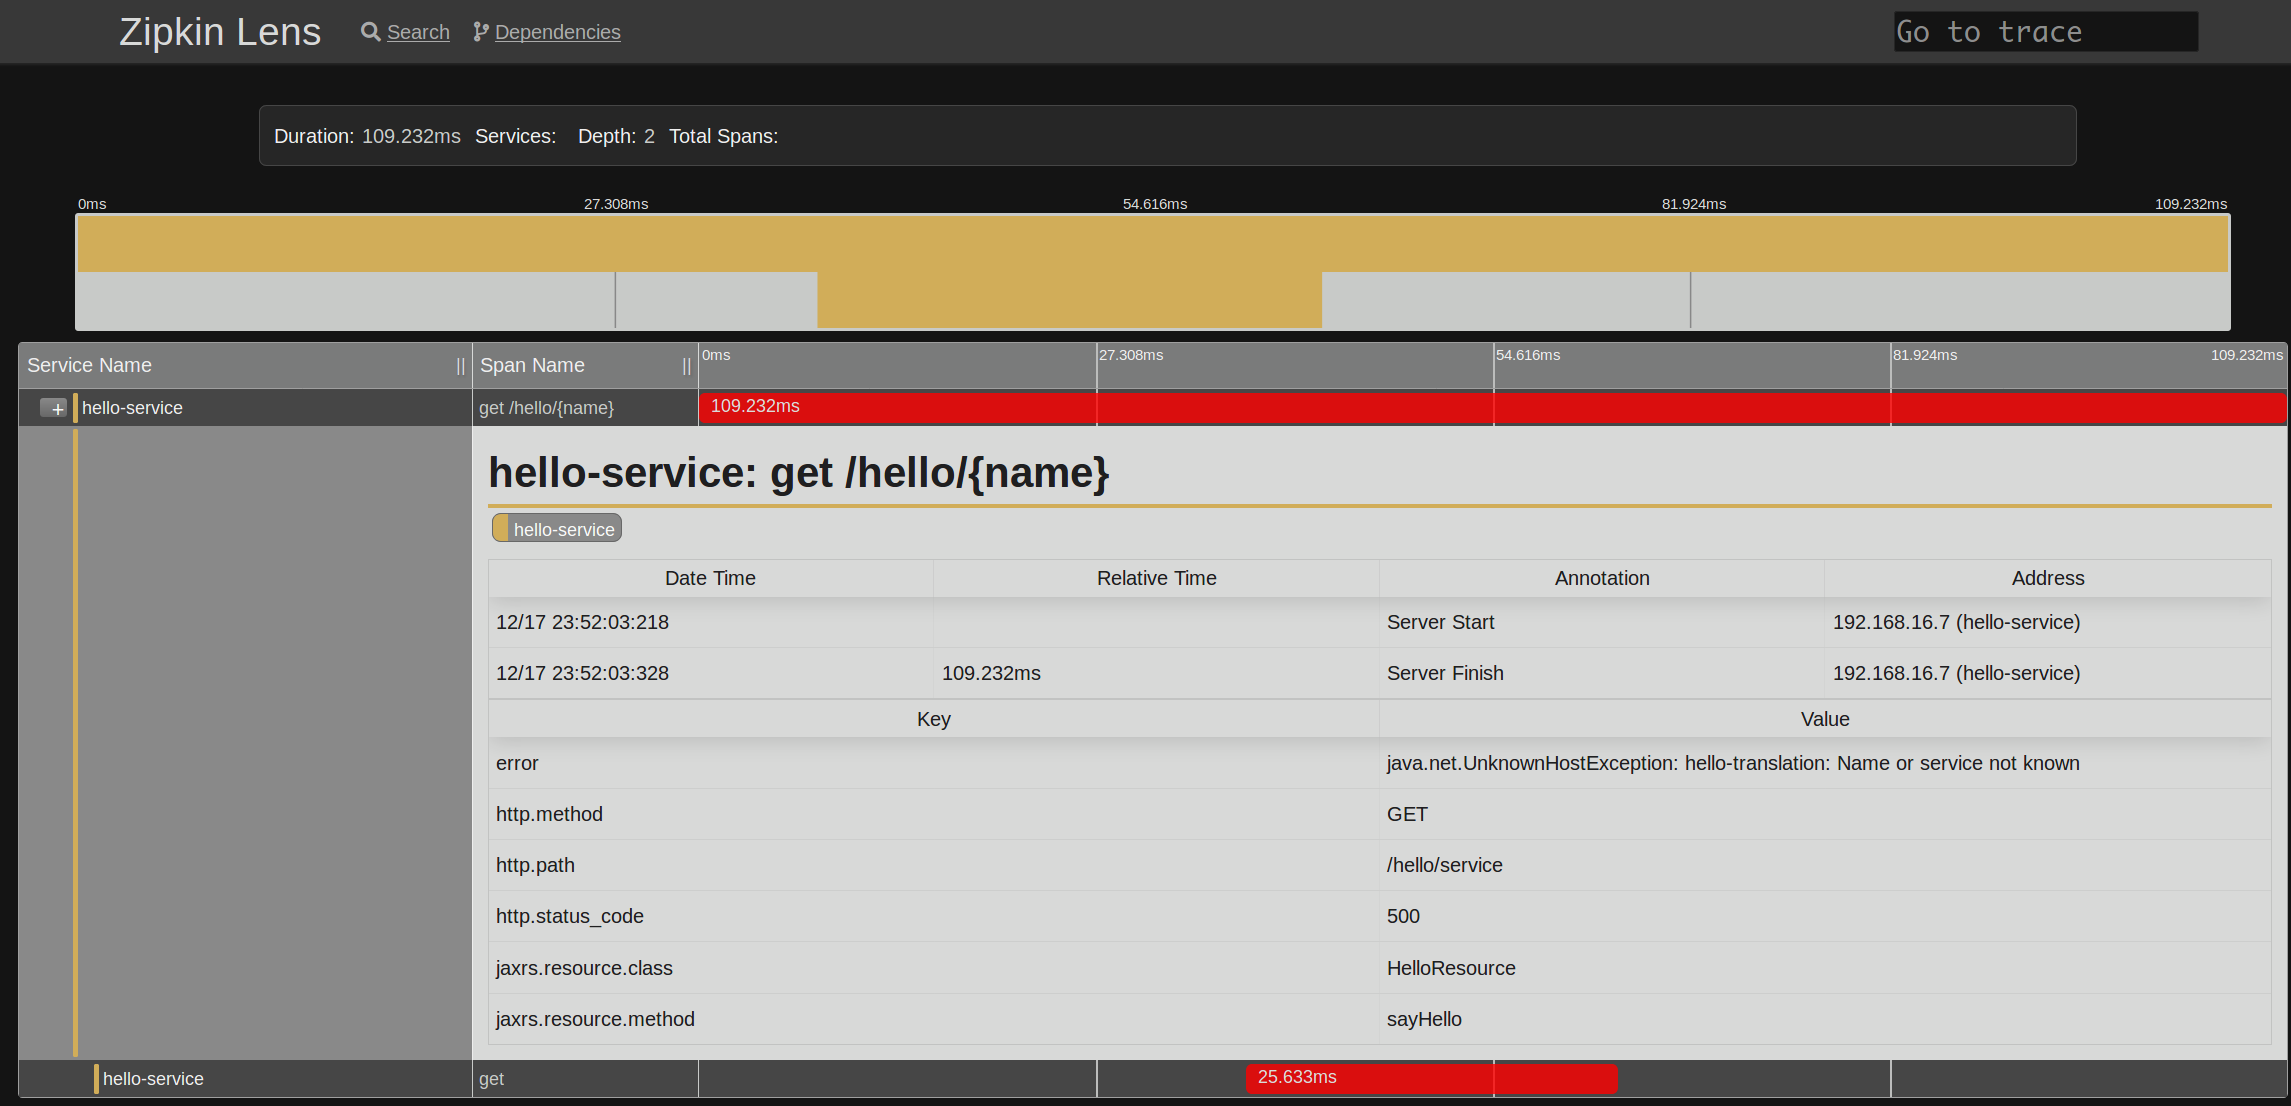 Zipkin Lens Search Dependencies Go to trace
Duration: 109.232ms Services: Depth: 2 Total Spans:
0ms 27.308ms 54.616ms 81.924ms 109.232ms
Service Name || Span Name || 0ms 27.308ms 54.616ms 81.924ms 109.232ms
+ hello-service get /hello/{name} 109.232ms
hello-service: get /hello/{name}
hello-service
Date Time Relative Time Annotation Address
12/17 23:52:03:218 Server Start 192.168.16.7 (hello-service)
12/17 23:52:03:328 109.232ms Server Finish 192.168.16.7 (hello-service)
Key Value
error java.net.UnknownHostException: hello-translation: Name or service not known
http.method GET
http.path /hello/service
http.status_code 500
jaxrs.resource.class HelloResource
jaxrs.resource.method sayHello
hello-service get 25.633ms